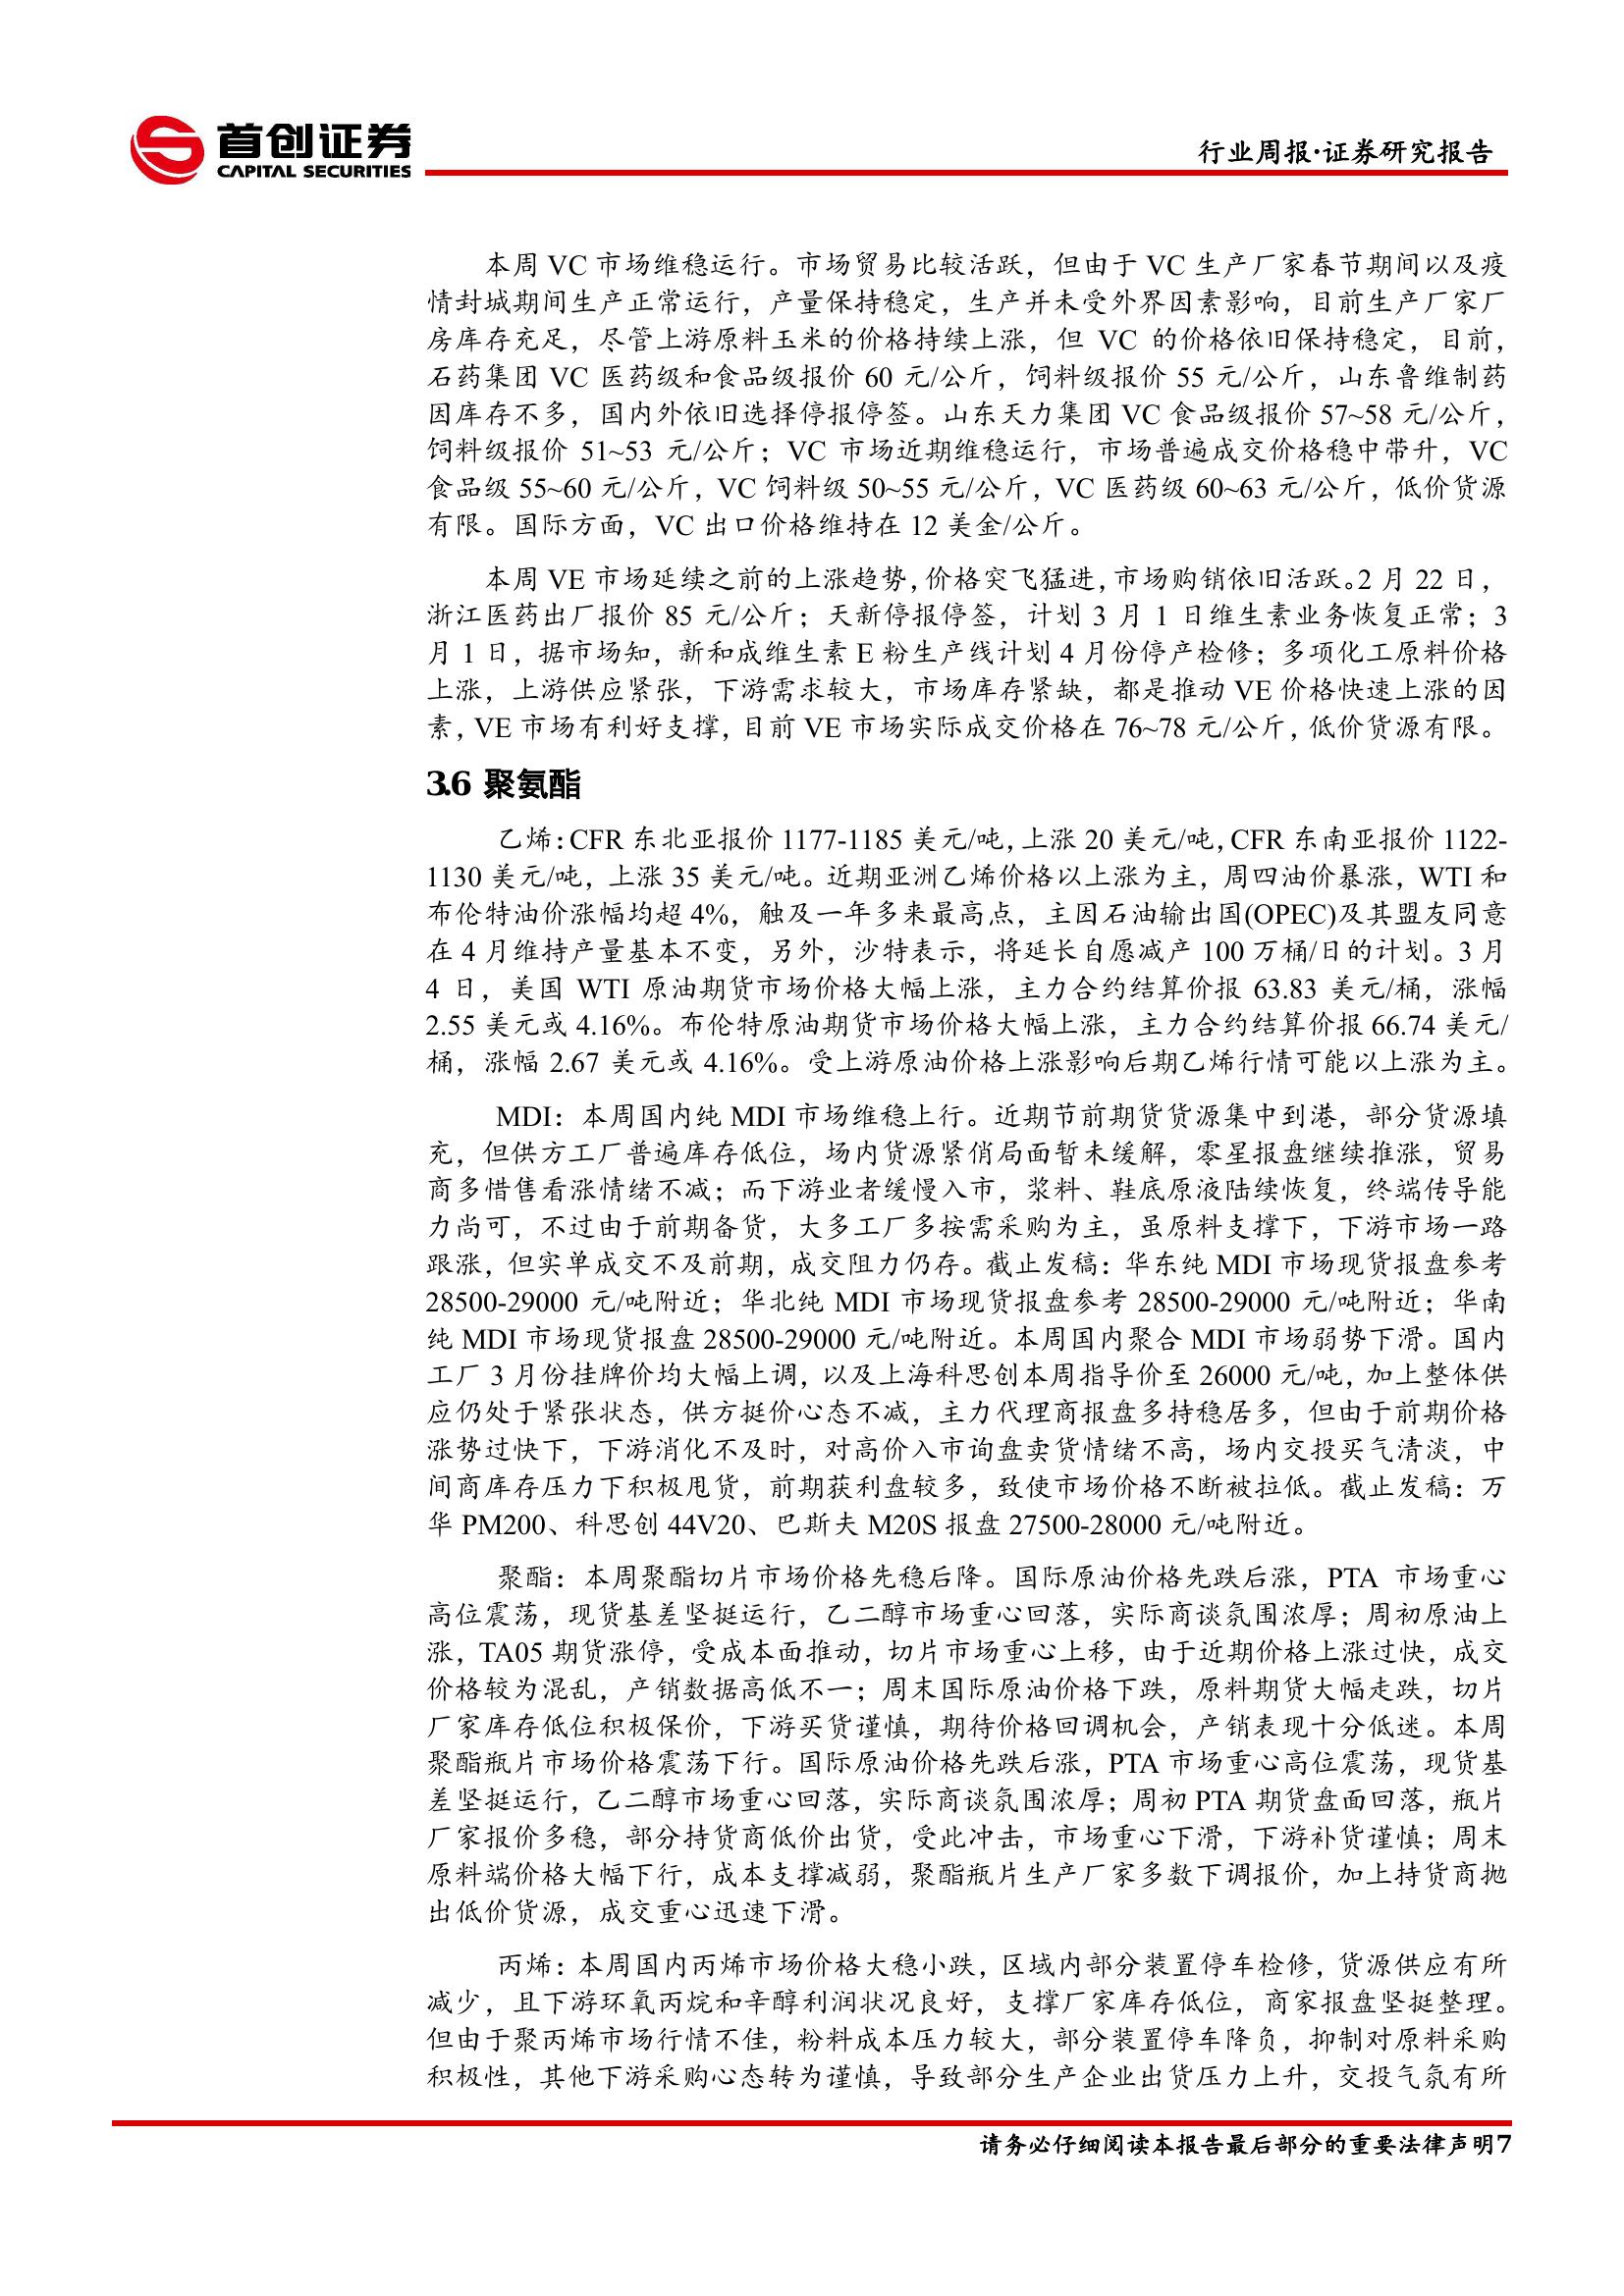 首创证券
CAPITAL SECURITIES
行业周报·证券研究报告
本周 VC 市场维稳运行。市场贸易比较活跃，但由于 VC 生产厂家春节期间以及疫
情封城期间生产正常运行，产量保持稳定，生产并未受外界因素影响，目前生产厂家厂
房库存充足，尽管上游原料玉米的价格持续上涨，但 VC 的价格依旧保持稳定，目前，
石药集团 VC 医药级和食品级报价 60 元/公斤，饲料级报价 55 元/公斤，山东鲁维制药
因库存不多，国内外依旧选择停报停签。山东天力集团 VC 食品级报价 57~58 元/公斤，
饲料级报价 51~53 元/公斤；VC 市场近期维稳运行，市场普遍成交价格稳中带升，VC
食品级 55~60 元/公斤，VC 饲料级 50~55 元/公斤，VC 医药级 60~63 元/公斤，低价货源
有限。国际方面，VC 出口价格维持在 12 美金/公斤。
本周 VE 市场延续之前的上涨趋势，价格突飞猛进，市场购销依旧活跃。2 月 22 日，
浙江医药出厂报价 85 元/公斤；天新停报停签，计划 3 月 1 日维生素业务恢复正常；3
月 1 日，据市场知，新和成维生素 E 粉生产线计划 4 月份停产检修；多项化工原料价格
上涨，上游供应紧张，下游需求较大，市场库存紧缺，都是推动 VE 价格快速上涨的因
素，VE 市场有利好支撑，目前 VE 市场实际成交价格在 76~78 元/公斤，低价货源有限。
3.6 聚氨酯
乙烯：CFR 东北亚报价 1177-1185 美元/吨，上涨 20 美元/吨，CFR 东南亚报价 1122-
1130 美元/吨，上涨 35 美元/吨。近期亚洲乙烯价格以上涨为主，周四油价暴涨，WTI 和
布伦特油价涨幅均超 4%，触及一年多来最高点，主因石油输出国(OPEC)及其盟友同意
在 4 月维持产量基本不变，另外，沙特表示，将延长自愿减产 100 万桶/日的计划。3 月
4 日，美国 WTI 原油期货市场价格大幅上涨，主力合约结算价报 63.83 美元/桶，涨幅
2.55 美元或 4.16%。布伦特原油期货市场价格大幅上涨，主力合约结算价报 66.74 美元/
桶，涨幅 2.67 美元或 4.16%。受上游原油价格上涨影响后期乙烯行情可能以上涨为主。
MDI：本周国内纯 MDI 市场维稳上行。近期节前期货货源集中到港，部分货源填
充，但供方工厂普遍库存低位，场内货源紧俏局面暂未缓解，零星报盘继续推涨，贸易
商多惜售看涨情绪不减；而下游业者缓慢入市，浆料、鞋底原液陆续恢复，终端传导能
力尚可，不过由于前期备货，大多工厂多按需采购为主，虽原料支撑下，下游市场一路
跟涨，但实单成交不及前期，成交阻力仍存。截止发稿：华东纯 MDI 市场现货报盘参考
28500-29000 元/吨附近；华北纯 MDI 市场现货报盘参考 28500-29000 元/吨附近；华南
纯 MDI 市场现货报盘 28500-29000 元/吨附近。本周国内聚合 MDI 市场弱势下滑。国内
工厂 3 月份挂牌价均大幅上调，以及上海科思创本周指导价至 26000 元/吨，加上整体供
应仍处于紧张状态，供方挺价心态不减，主力代理商报盘多持稳居多，但由于前期价格
涨势过快下，下游消化不及时，对高价入市询盘卖货情绪不高，场内交投买气清淡，中
间商库存压力下积极甩货，前期获利盘较多，致使市场价格不断被拉低。截止发稿：万
华 PM200、科思创 44V20、巴斯夫 M20S 报盘 27500-28000 元/吨附近。
聚酯：本周聚酯切片市场价格先稳后降。国际原油价格先跌后涨，PTA 市场重心
高位震荡，现货基差坚挺运行，乙二醇市场重心回落，实际商谈氛围浓厚；周初原油上
涨，TA05 期货涨停，受成本面推动，切片市场重心上移，由于近期价格上涨过快，成交
价格较为混乱，产销数据高低不一；周末国际原油价格下跌，原料期货大幅走跌，切片
厂家库存低位积极保价，下游买货谨慎，期待价格回调机会，产销表现十分低迷。本周
聚酯瓶片市场价格震荡下行。国际原油价格先跌后涨，PTA 市场重心高位震荡，现货基
差坚挺运行，乙二醇市场重心回落，实际商谈氛围浓厚；周初 PTA 期货盘面回落，瓶片
厂家报价多稳，部分持货商低价出货，受此冲击，市场重心下滑，下游补货谨慎；周末
原料端价格大幅下行，成本支撑减弱，聚酯瓶片生产厂家多数下调报价，加上持货商抛
出低价货源，成交重心迅速下滑。
丙烯：本周国内丙烯市场价格大稳小跌，区域内部分装置停车检修，货源供应有所
减少，且下游环氧丙烷和辛醇利润状况良好，支撑厂家库存低位，商家报盘坚挺整理。
但由于聚丙烯市场行情不佳，粉料成本压力较大，部分装置停车降负，抑制对原料采购
积极性，其他下游采购心态转为谨慎，导致部分生产企业出货压力上升，交投气氛有所
请务必仔细阅读本报告最后部分的重要法律声明7